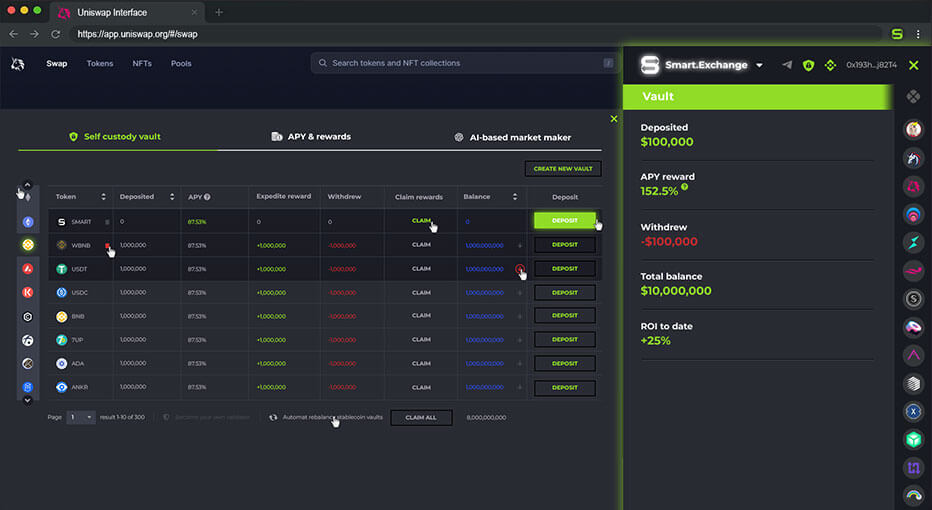 Uniswap Interface
https://app.uniswap.org/#/swap
Swap Tokens NFTs Pools
Search tokens and NFT collections /
Smart.Exchange 0x193h...j82T4
Self custody vault APY & rewards AI-based market maker
CREATE NEW VAULT
Token Deposited APY Expedite reward Withdrew Claim rewards Balance Deposit
SMART 0 87.53% 0 0 CLAIM 0 DEPOSIT
WBNB 1,000,000 87.53% +1,000,000 -1,000,000 CLAIM 1,000,000,000 DEPOSIT
USDT 1,000,000 87.53% +1,000,000 -1,000,000 CLAIM 1,000,000,000 DEPOSIT
USDC 1,000,000 87.53% +1,000,000 -1,000,000 CLAIM 1,000,000,000 DEPOSIT
BNB 1,000,000 87.53% +1,000,000 -1,000,000 CLAIM 1,000,000,000 DEPOSIT
7UP 1,000,000 87.53% +1,000,000 -1,000,000 CLAIM 1,000,000,000 DEPOSIT
ADA 1,000,000 87.53% +1,000,000 -1,000,000 CLAIM 1,000,000,000 DEPOSIT
ANKR 1,000,000 87.53% +1,000,000 -1,000,000 CLAIM 1,000,000,000 DEPOSIT
Page 1 result 1-10 of 300 Become your own validator Automat rebalance stablecoin vaults CLAIM ALL 8,000,000,000
Vault
Deposited
$100,000
APY reward
152.5% ?
Withdrew
-$100,000
Total balance
$10,000,000
ROI to date
+25%